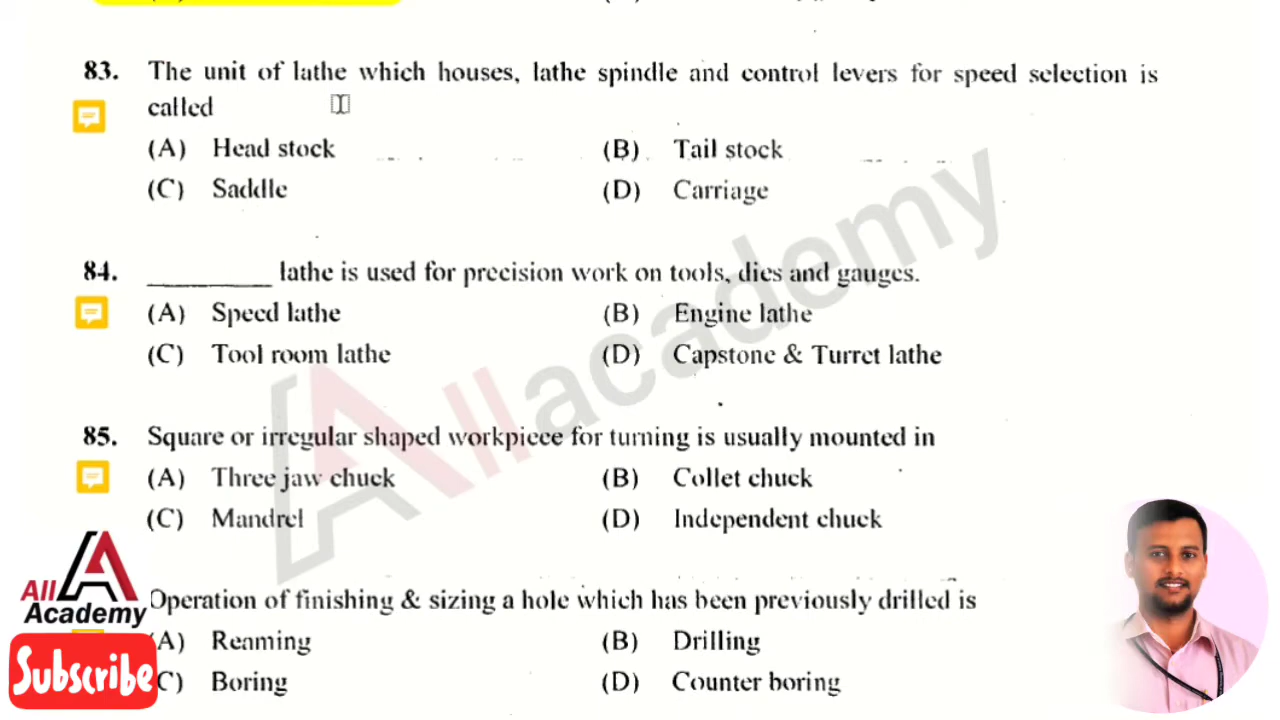 83. The unit of lathe which houses, lathe spindle and control levers for speed selection is
called
(A) Head stock (B) Tail stock
(C) Saddle (D) Carriage
84. ________ lathe is used for precision work on tools, dies and gauges.
(A) Speed lathe (B) Engine lathe
(C) Tool room lathe (D) Capstone & Turret lathe
85. Square or irregular shaped workpiece for turning is usually mounted in
(A) Three jaw chuck (B) Collet chuck
(C) Mandrel (D) Independent chuck
Operation of finishing & sizing a hole which has been previously drilled is
A) Reaming (B) Drilling
C) Boring (D) Counter boring
All academy
All
Academy
Subscribe